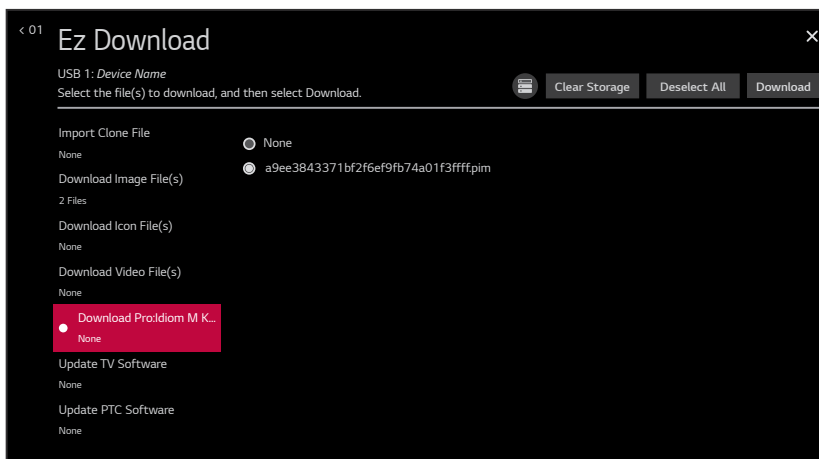 < 01
Ez Download
USB 1: Device Name
Select the file(s) to download, and then select Download.
Clear Storage
Deselect All
Download
Import Clone File
None
Download Image File(s)
2 Files
Download Icon File(s)
None
Download Video File(s)
None
Download Pro:Idiom M K...
None
Update TV Software
None
Update PTC Software
None
None
a9ee3843371bf2f6ef9fb74a01f3ffff.pim